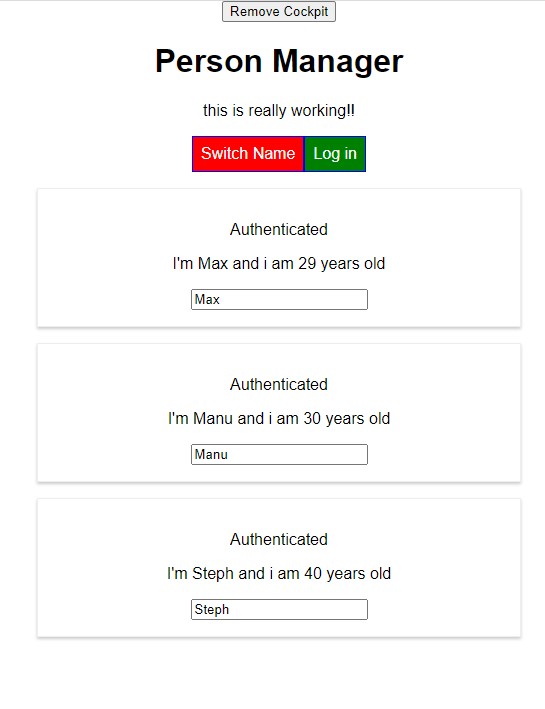 Remove Cockpit
Person Manager
this is really working!!
Switch Name Log in
Authenticated
I'm Max and i am 29 years old
Max
Authenticated
I'm Manu and i am 30 years old
Manu
Authenticated
I'm Steph and i am 40 years old
Steph